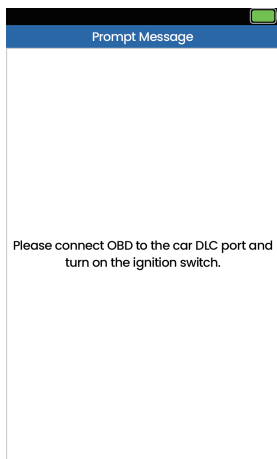 Prompt Message
Please connect OBD to the car DLC port and
turn on the ignition switch.